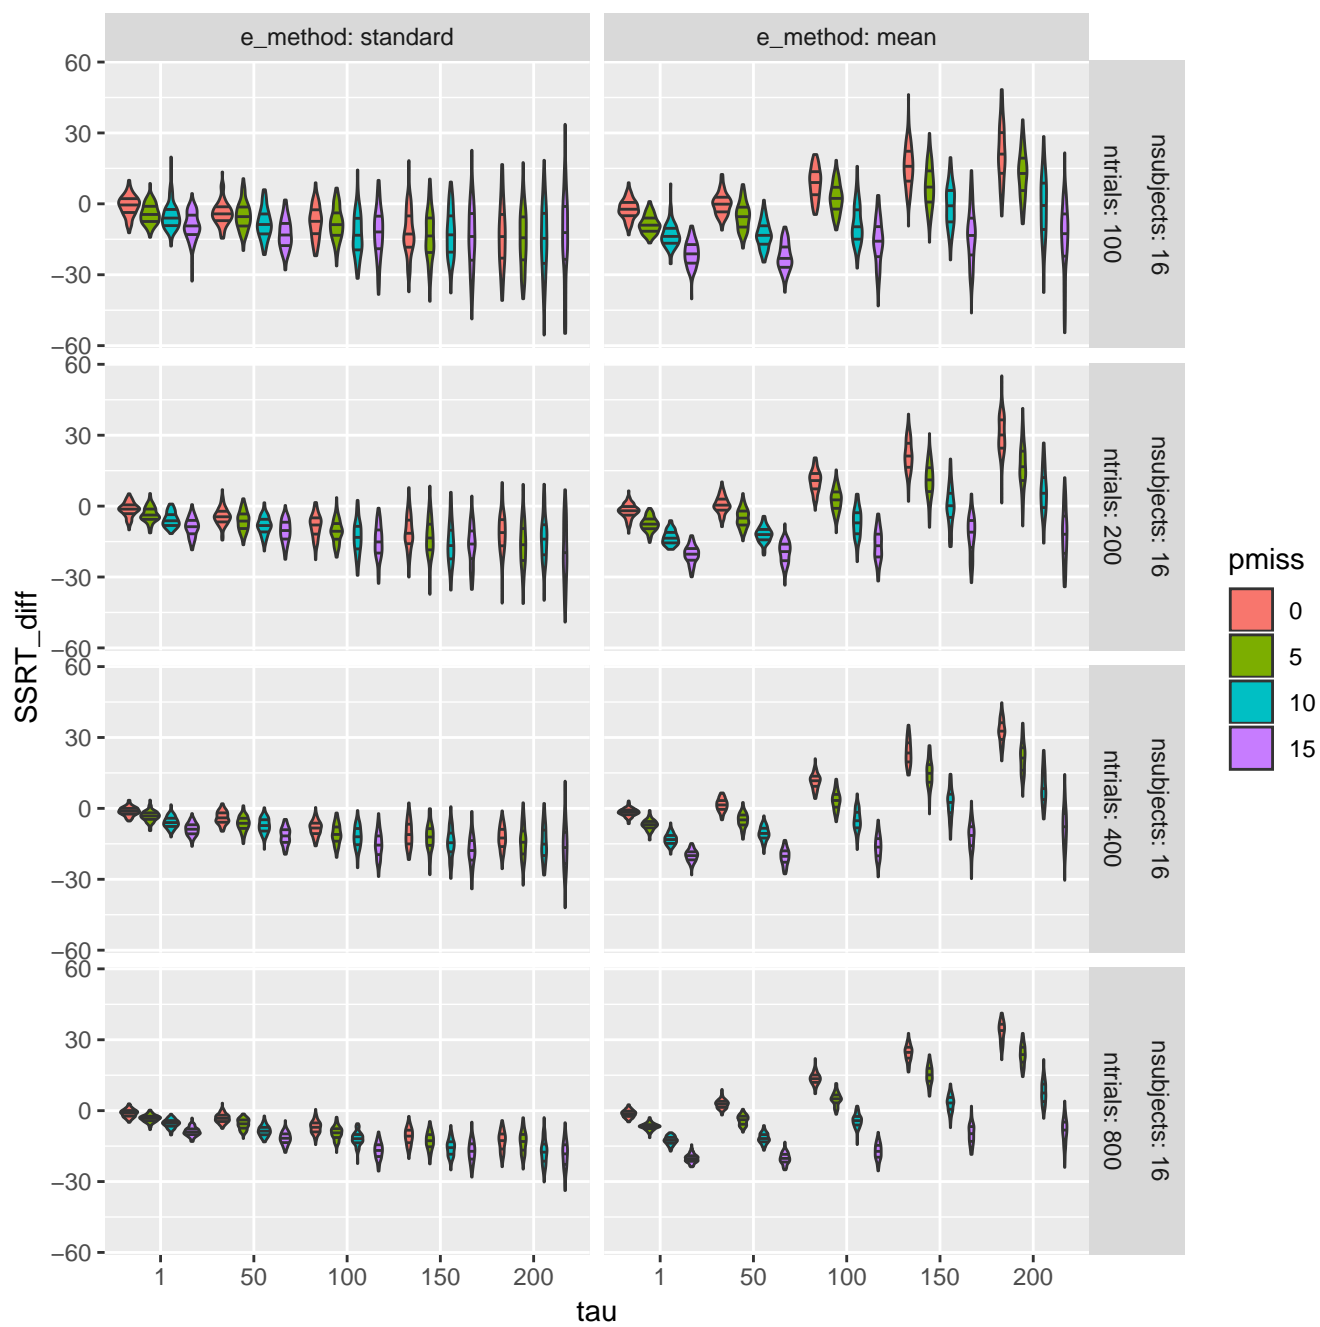 e_method: standard
e_method: mean
60
30
0
−30
−60
nsubjects: 16
ntrials: 100
60
30
0
−30
−60
nsubjects: 16
ntrials: 200
60
30
0
−30
−60
nsubjects: 16
ntrials: 400
60
30
0
−30
−60
nsubjects: 16
ntrials: 800
1
50
100
150
200
1
50
100
150
200
tau
SSRT_diff
pmiss
0
5
10
15